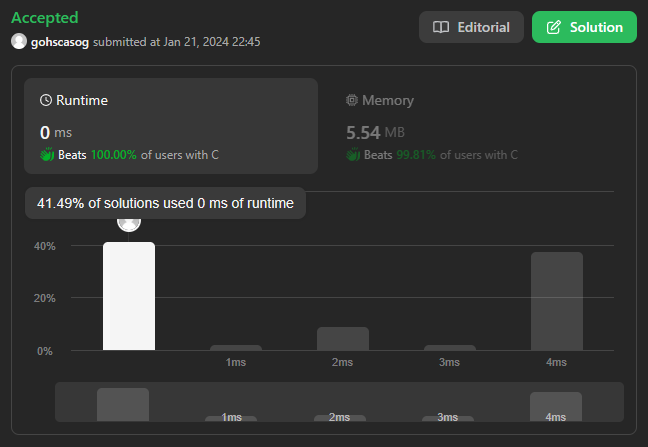 Accepted
gohscasog submitted at Jan 21, 2024 22:45
Editorial
Solution
Runtime
0 ms
Beats 100.00% of users with C
Memory
5.54 MB
Beats 99.81% of users with C
41.49% of solutions used 0 ms of runtime
40%
20%
0%
1ms 2ms 3ms 4ms
1ms 2ms 3ms 4ms